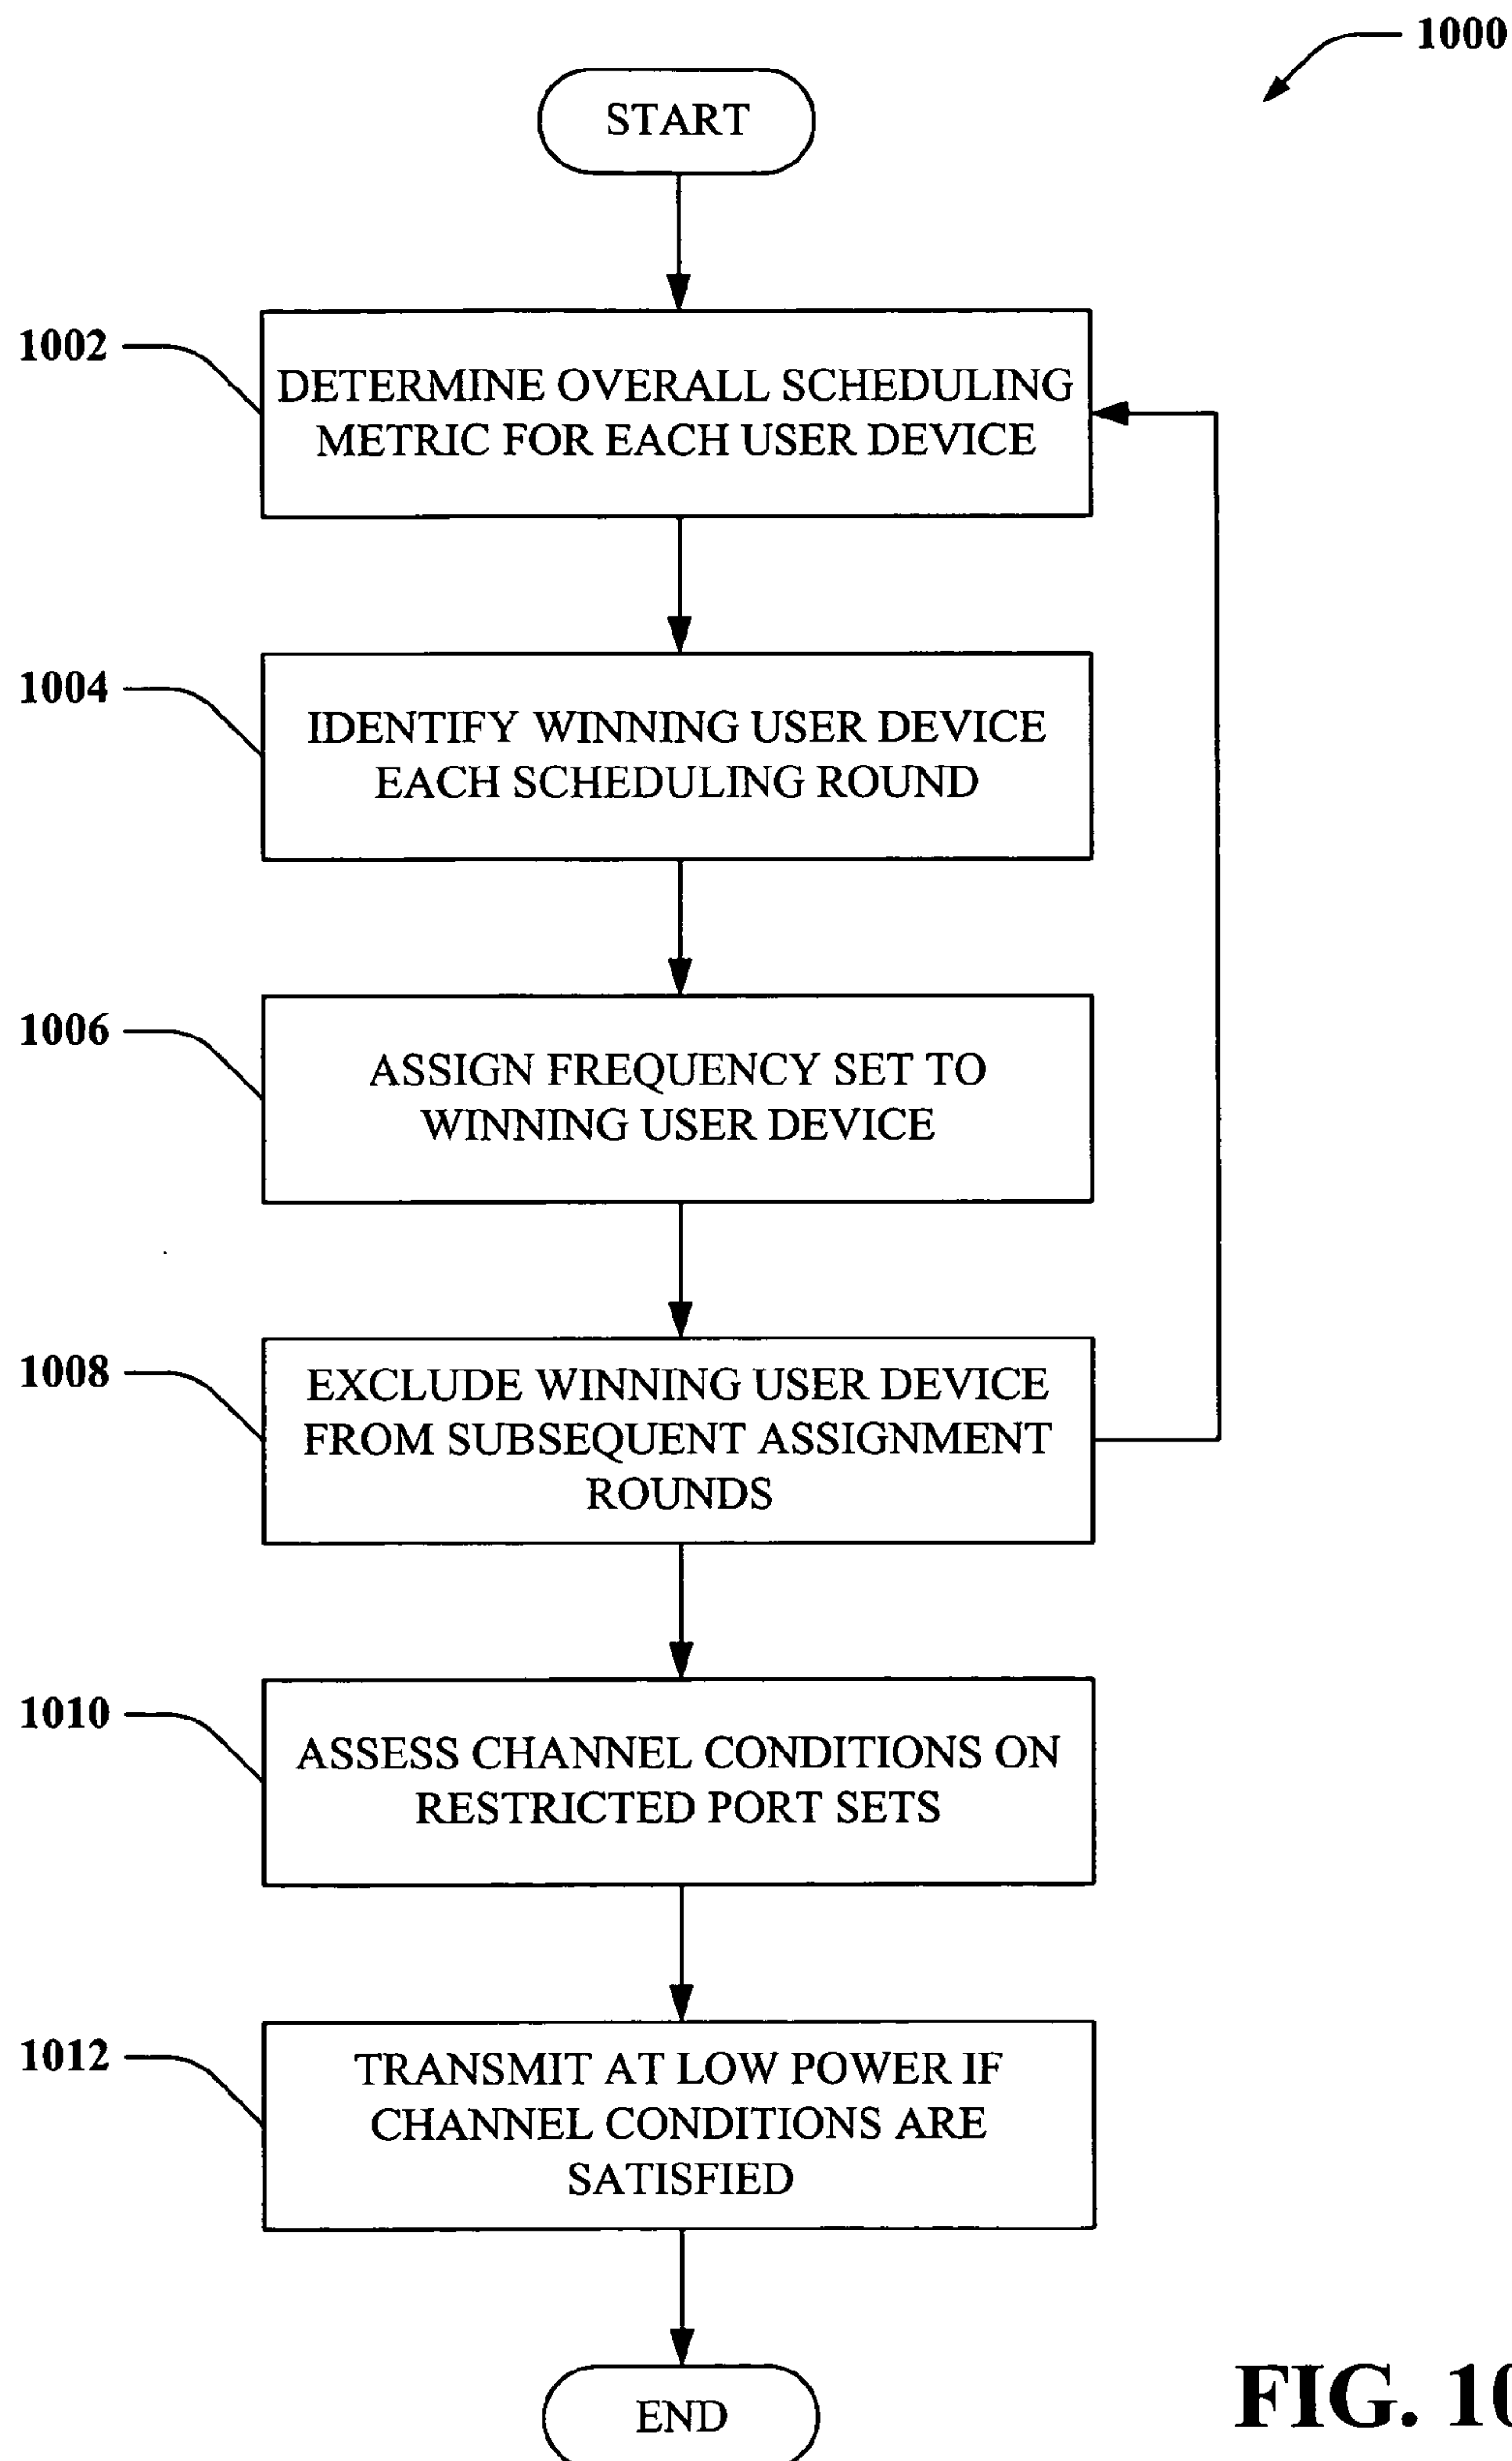 1000
START
1002
DETERMINE OVERALL SCHEDULING
METRIC FOR EACH USER DEVICE
1004
IDENTIFY WINNING USER DEVICE
EACH SCHEDULING ROUND
1006
ASSIGN FREQUENCY SET TO
WINNING USER DEVICE
1008
EXCLUDE WINNING USER DEVICE
FROM SUBSEQUENT ASSIGNMENT
ROUNDS
1010
ASSESS CHANNEL CONDITIONS ON
RESTRICTED PORT SETS
1012
TRANSMIT AT LOW POWER IF
CHANNEL CONDITIONS ARE
SATISFIED
END
FIG. 10